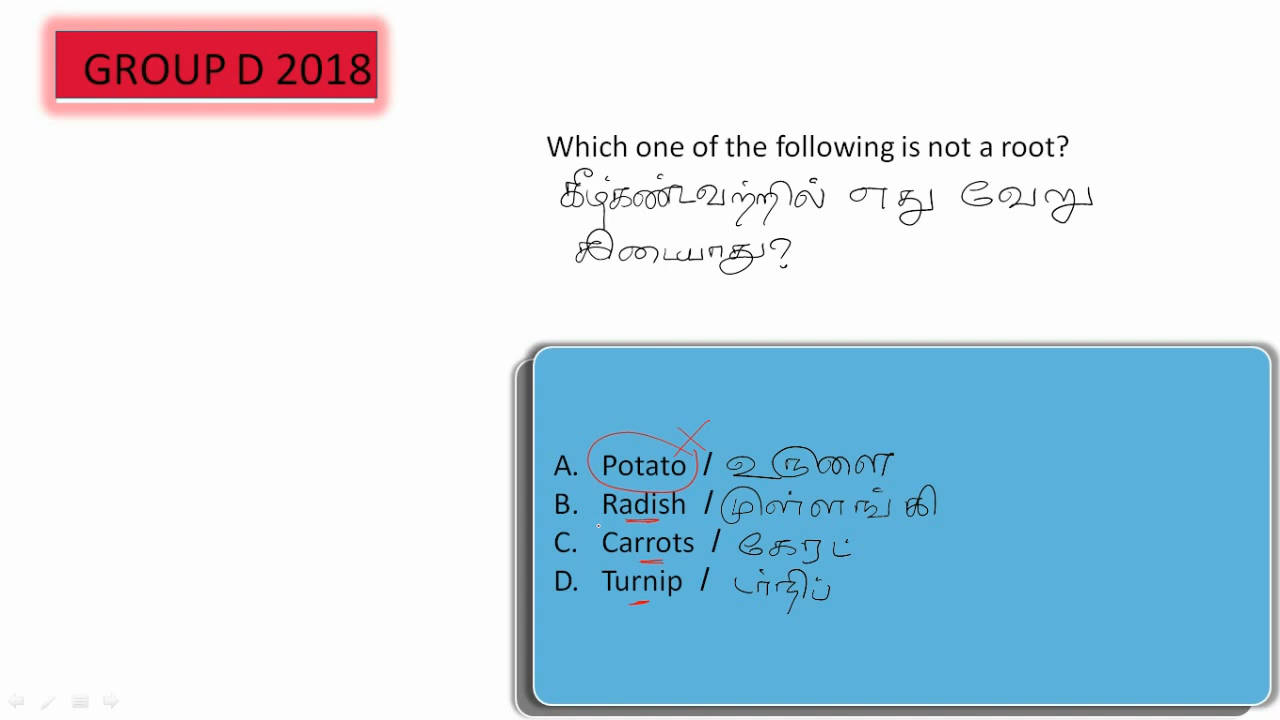 GROUP D 2018
Which one of the following is not a root?
கீழ்கண்டவற்றில் எது வேறு
கிடையாது?
A. Potato / உருளை
B. Radish / முள்ளங்கி
C. Carrots / கேரட்
D. Turnip / டர்நிப்